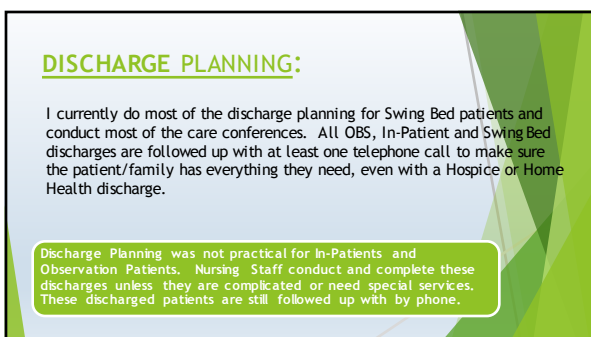 DISCHARGE PLANNING:
I currently do most of the discharge planning for Swing Bed patients and
conduct most of the care conferences. All OBS, In-Patient and Swing Bed
discharges are followed up with at least one telephone call to make sure
the patient/family has everything they need, even with a Hospice or Home
Health discharge.
Discharge Planning was not practical for In-Patients and
Observation Patients. Nursing Staff conduct and complete these
discharges unless they are complicated or need special services.
These discharged patients are still followed up with by phone.